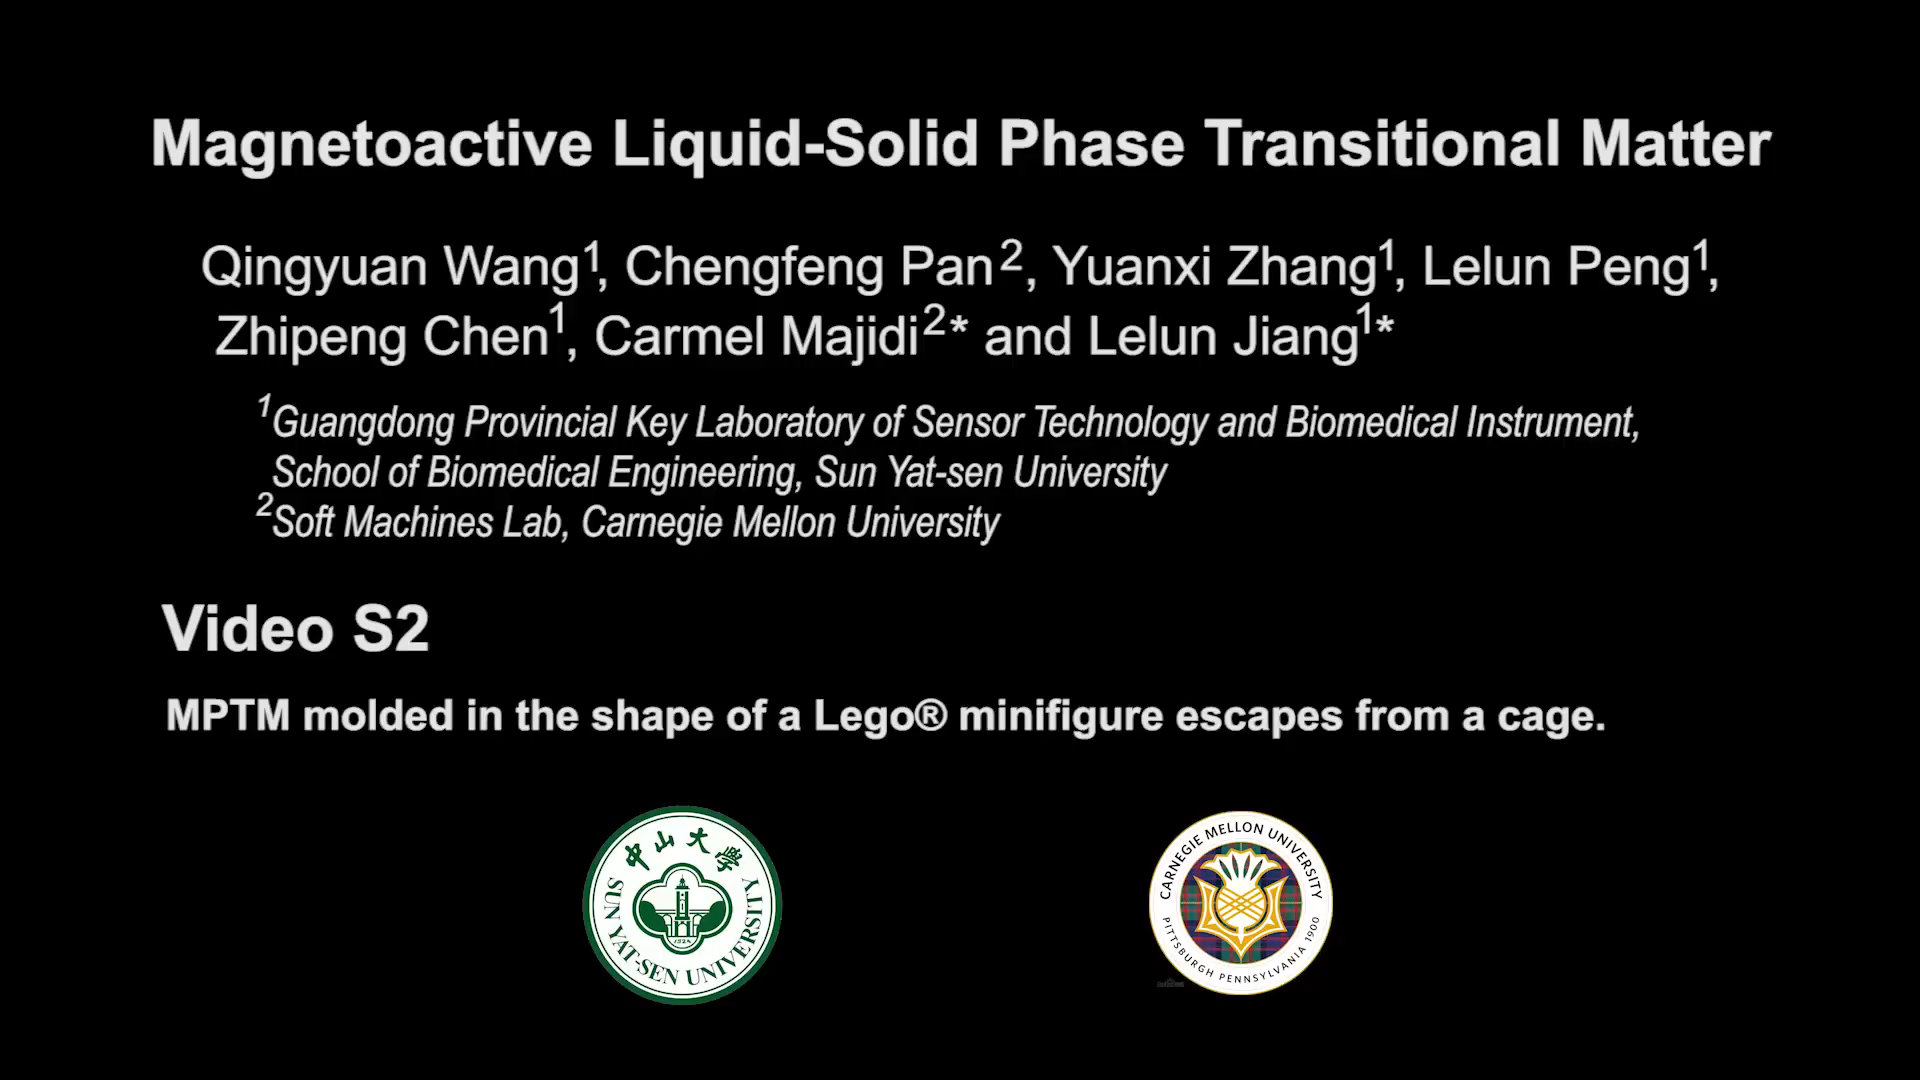 Magnetoactive Liquid-Solid Phase Transitional Matter
Qingyuan Wang1, Chengfeng Pan2, Yuanxi Zhang1, Lelun Peng1,
Zhipeng Chen1, Carmel Majidi2* and Lelun Jiang1*
1Guangdong Provincial Key Laboratory of Sensor Technology and Biomedical Instrument,
School of Biomedical Engineering, Sun Yat-sen University
2Soft Machines Lab, Carnegie Mellon University
Video S2
MPTM molded in the shape of a Lego® minifigure escapes from a cage.
中山大學
SUN YAT-SEN UNIVERSITY
1924
CARNEGIE MELLON UNIVERSITY
PITTSBURGH PENNSYLVANIA 1900